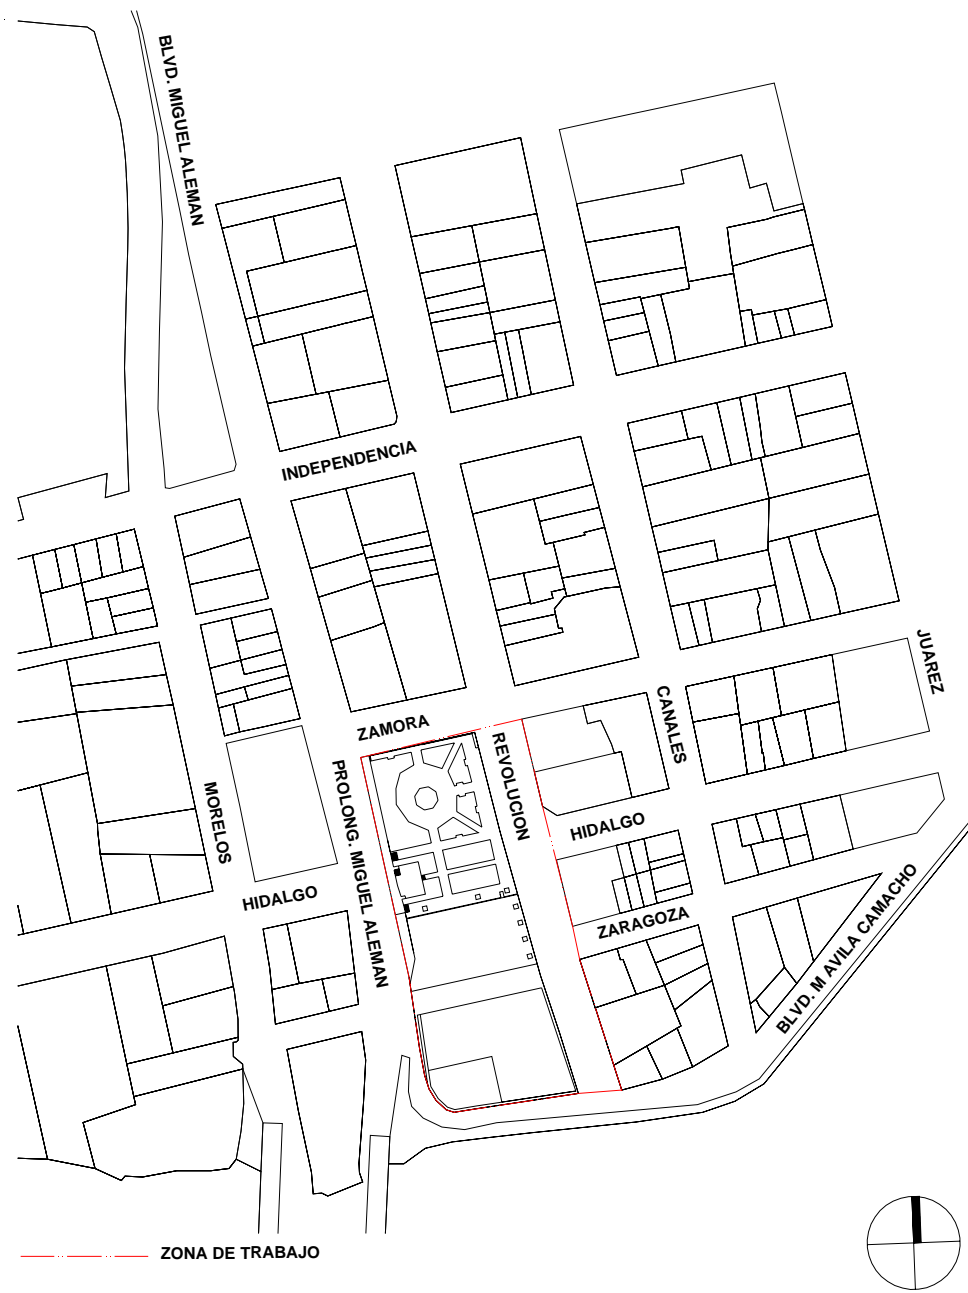 BLVD. MIGUEL ALEMAN
INDEPENDENCIA
JUAREZ
CANALES
ZAMORA
REVOLUCION
PROLONG. MIGUEL ALEMAN
MORELOS
HIDALGO
HIDALGO
ZARAGOZA
BLVD. M AVILA CAMACHO
ZONA DE TRABAJO